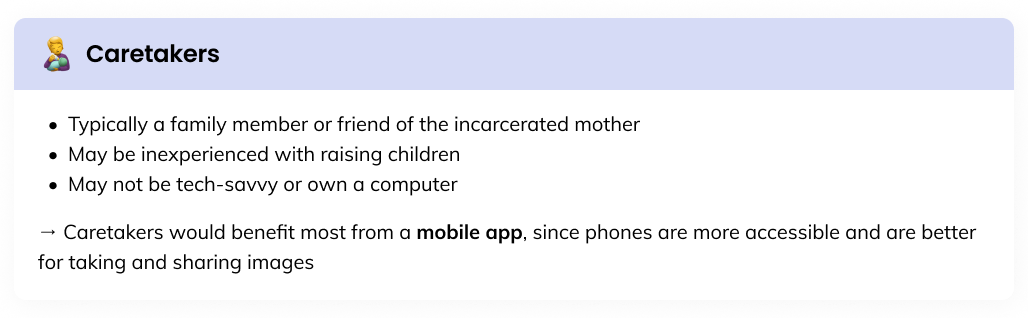 Caretakers
• Typically a family member or friend of the incarcerated mother
• May be inexperienced with raising children
• May not be tech-savvy or own a computer
→ Caretakers would benefit most from a mobile app, since phones are more accessible and are better
for taking and sharing images